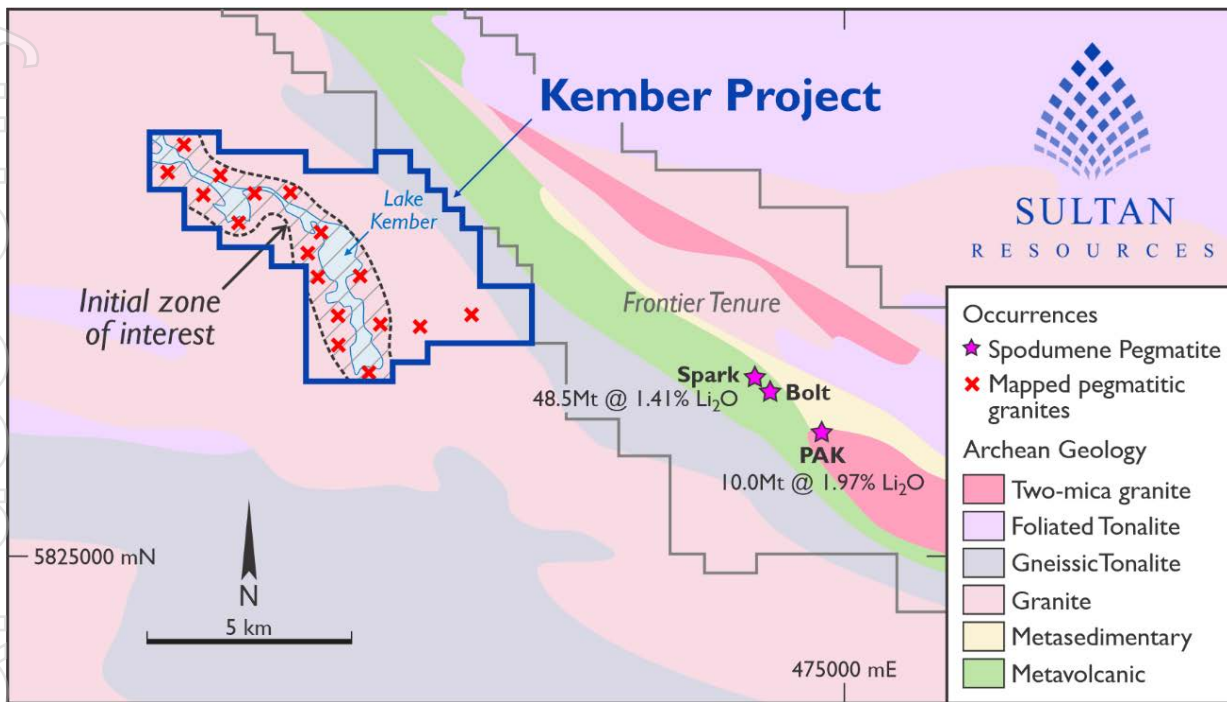 Kember Project
SULTAN
RESOURCES
Lake
Kember
Initial zone
of interest
Frontier Tenure
Spark
Bolt
48.5Mt @ 1.41% Li₂O
PAK
10.0Mt @ 1.97% Li₂O
5825000 mN
N
5 km
475000 mE
Occurrences
Spodumene Pegmatite
Mapped pegmatitic
granites
Archean Geology
Two-mica granite
Foliated Tonalite
Gneissic Tonalite
Granite
Metasedimentary
Metavolcanic